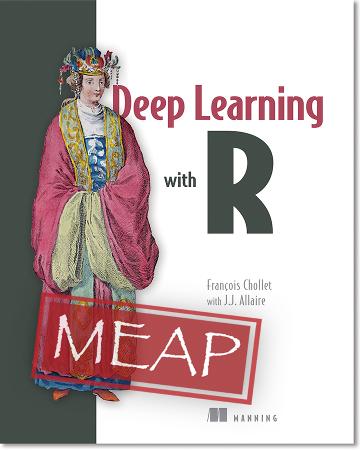 Deep Learning
with R
François Chollet
with J.J. Allaire
MEAP
MANNING